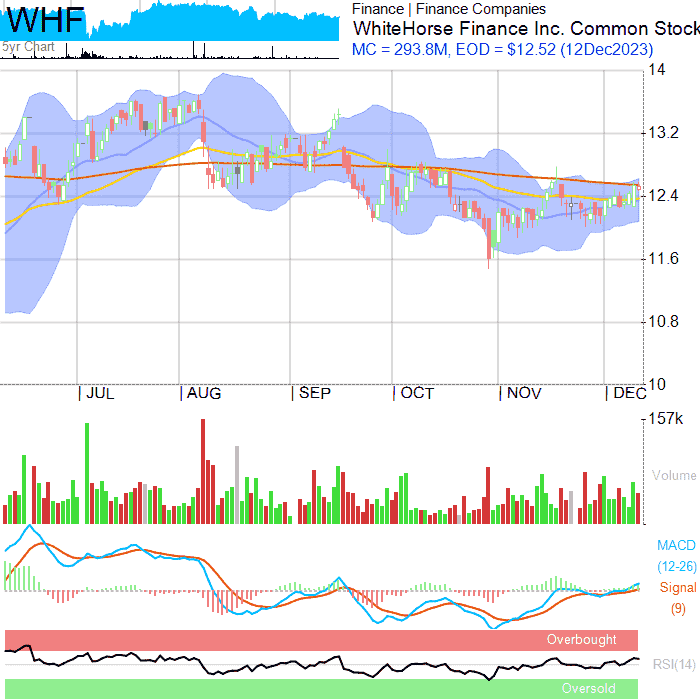 WHF
5yr Chart
Finance | Finance Companies
WhiteHorse Finance Inc. Common Stock
MC = 293.8M, EOD = $12.52 (12Dec2023)
14
13.2
12.4
11.6
10.8
10
| JUL | AUG | SEP | OCT | NOV | DEC
157k
Volume
MACD
(12-26)
Signal
(9)
Overbought
RSI(14)
Oversold